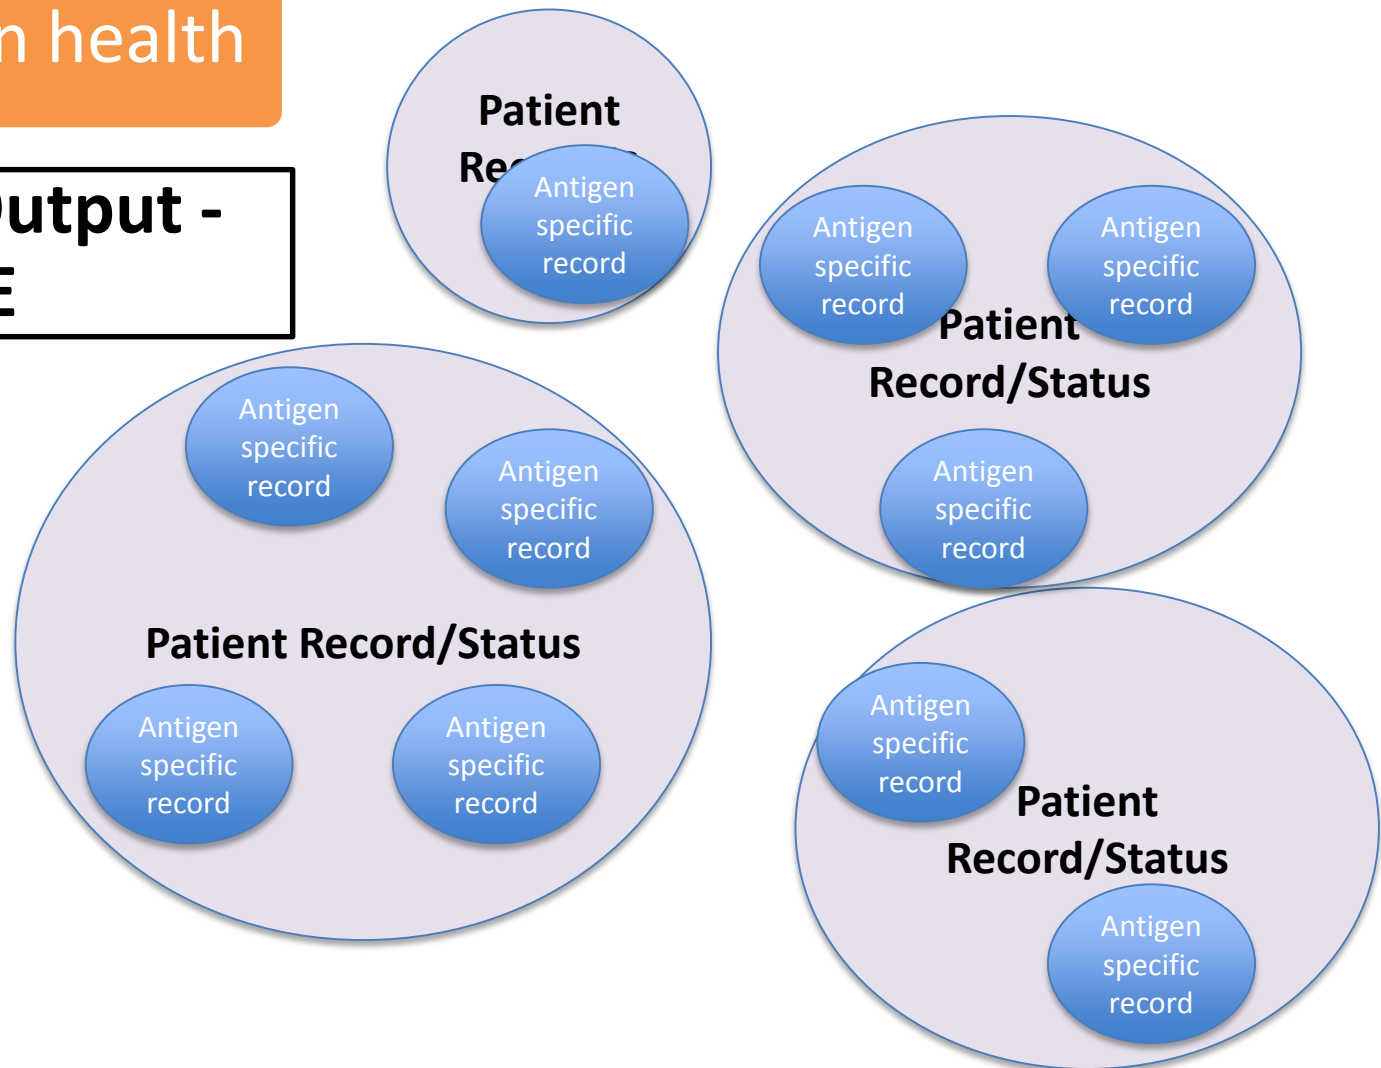 n health
Output -
E
Patient
Antigen
specific
record
Antigen
specific
record
Antigen
specific
record
Patient
Record/Status
Antigen
specific
record
Antigen
specific
record
Antigen
specific
record
Patient Record/Status
Antigen
specific
record
Antigen
specific
record
Antigen
specific
record
Patient
Record/Status
Antigen
specific
record